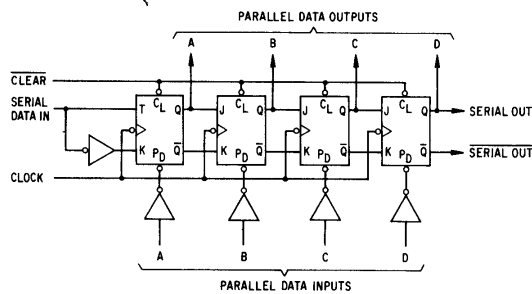 PARALLEL DATA OUTPUTS
A B C D
CLEAR
SERIAL DATA IN
T CL Q J CL Q J CL Q J CL Q
SERIAL OUT
K PD Q K PD Q K PD Q K PD Q
SERIAL OUT
CLOCK
A B C D
PARALLEL DATA INPUTS